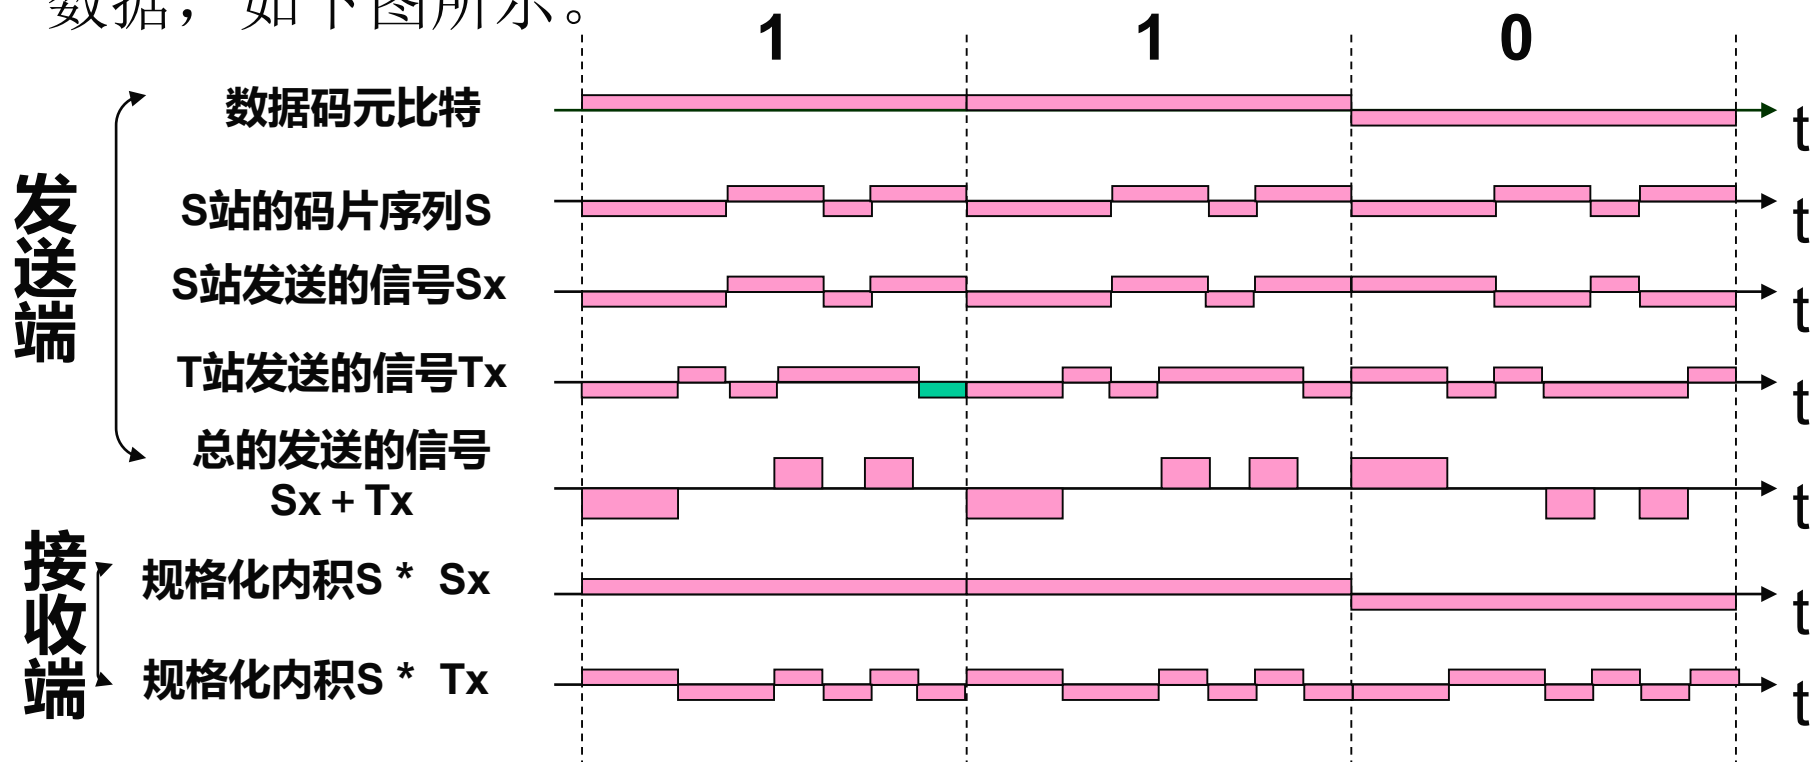 数据，如下图所示。
1 1 0
数据码元比特 t
S站的码片序列S t
S站发送的信号Sx t
T站发送的信号Tx t
总的发送的信号
Sx + Tx t
规格化内积S * Sx t
规格化内积S * Tx t
发送端
接收端